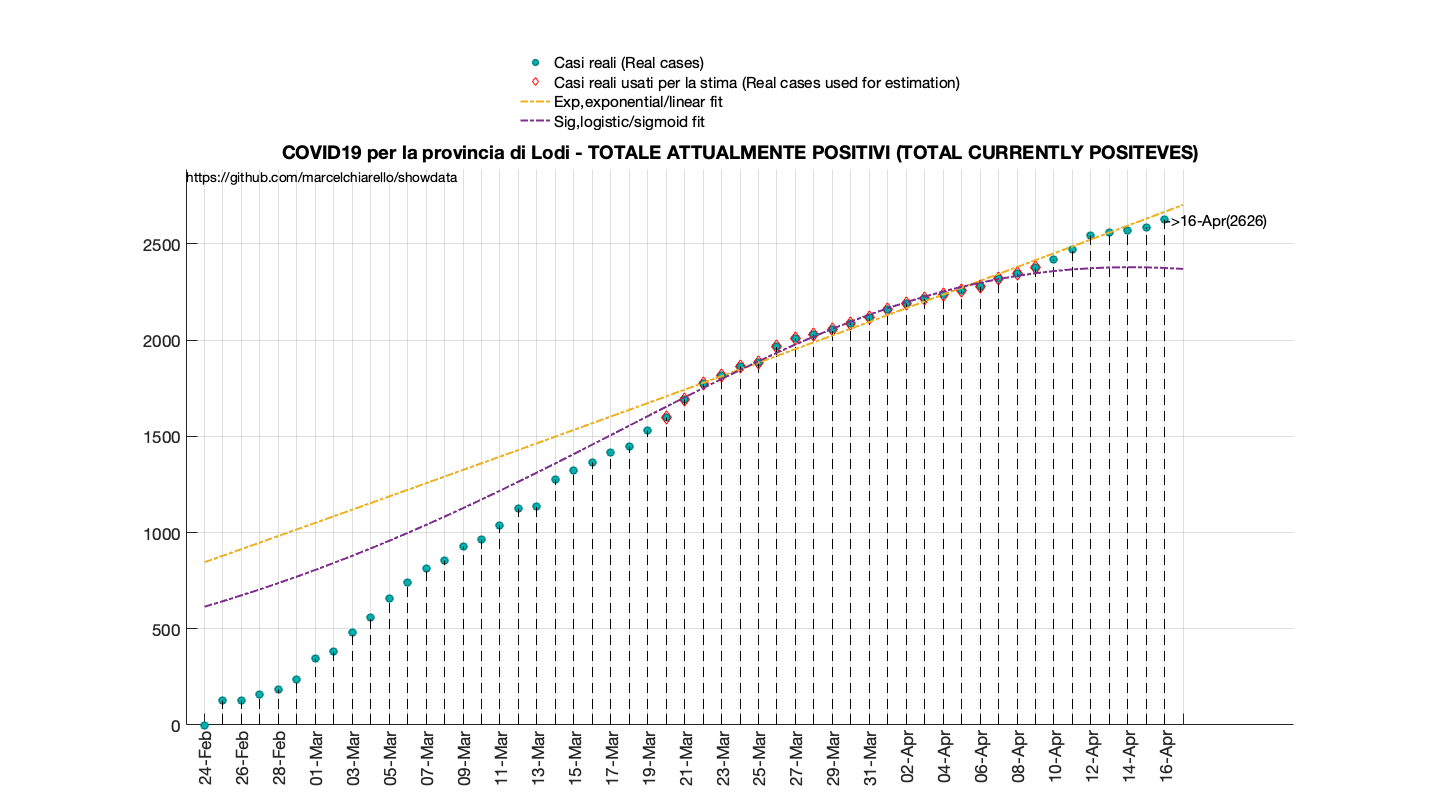 Casi reali (Real cases)
Casi reali usati per la stima (Real cases used for estimation)
Exp,exponential/linear fit
Sig,logistic/sigmoid fit
COVID19 per la provincia di Lodi - TOTALE ATTUALMENTE POSITIVI (TOTAL CURRENTLY POSITEVES)
https://github.com/marcelchiarello/showdata
->16-Apr(2626)
2500
2000
1500
1000
500
0
24-Feb
26-Feb
28-Feb
01-Mar
03-Mar
05-Mar
07-Mar
09-Mar
11-Mar
13-Mar
15-Mar
17-Mar
19-Mar
21-Mar
23-Mar
25-Mar
27-Mar
29-Mar
31-Mar
02-Apr
04-Apr
06-Apr
08-Apr
10-Apr
12-Apr
14-Apr
16-Apr